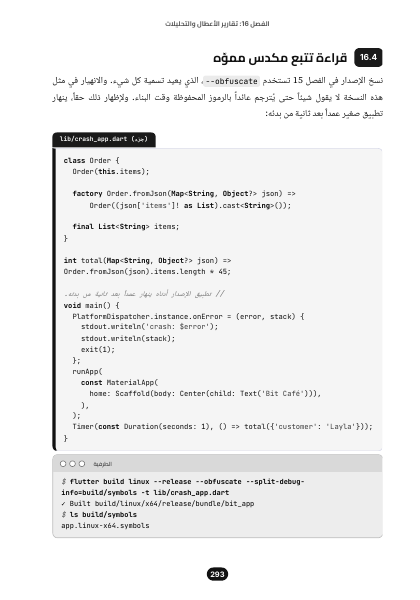 الفصل 16: تقارير الأعطال والتحليلات
16.4 قراءة تتبع مكدس مموّه
نسخ الإصدار في الفصل 15 تستخدم --obfuscate، الذي يعيد تسمية كل شيء. والانهيار في مثل
هذه النسخة لا يقول شيئاً حتى يُترجم عائداً بالرموز المحفوظة وقت البناء. ولإظهار ذلك حقاً، ينهار
تطبيق صغير عمداً بعد ثانية من بدئه:
lib/crash_app.dart (جزء)
class Order {
  Order(this.items);

  factory Order.fromJson(Map<String, Object?> json) =>
      Order((json['items']! as List).cast<String>());

  final List<String> items;
}

int total(Map<String, Object?> json) =>
Order.fromJson(json).items.length * 45;

// تطبيق الإصدار أدناه ينهار عمداً بعد ثانية من بدئه.
void main() {
  PlatformDispatcher.instance.onError = (error, stack) {
    stdout.writeln('crash: $error');
    stdout.writeln(stack);
    exit(1);
  };
  runApp(
    const MaterialApp(
      home: Scaffold(body: Center(child: Text('Bit Café'))),
    ),
  );
  Timer(const Duration(seconds: 1), () => total({'customer': 'Layla'}));
}
الطرفية
$ flutter build linux --release --obfuscate --split-debug-
info=build/symbols -t lib/crash_app.dart
✓ Built build/linux/x64/release/bundle/bit_app
$ ls build/symbols
app.linux-x64.symbols
293